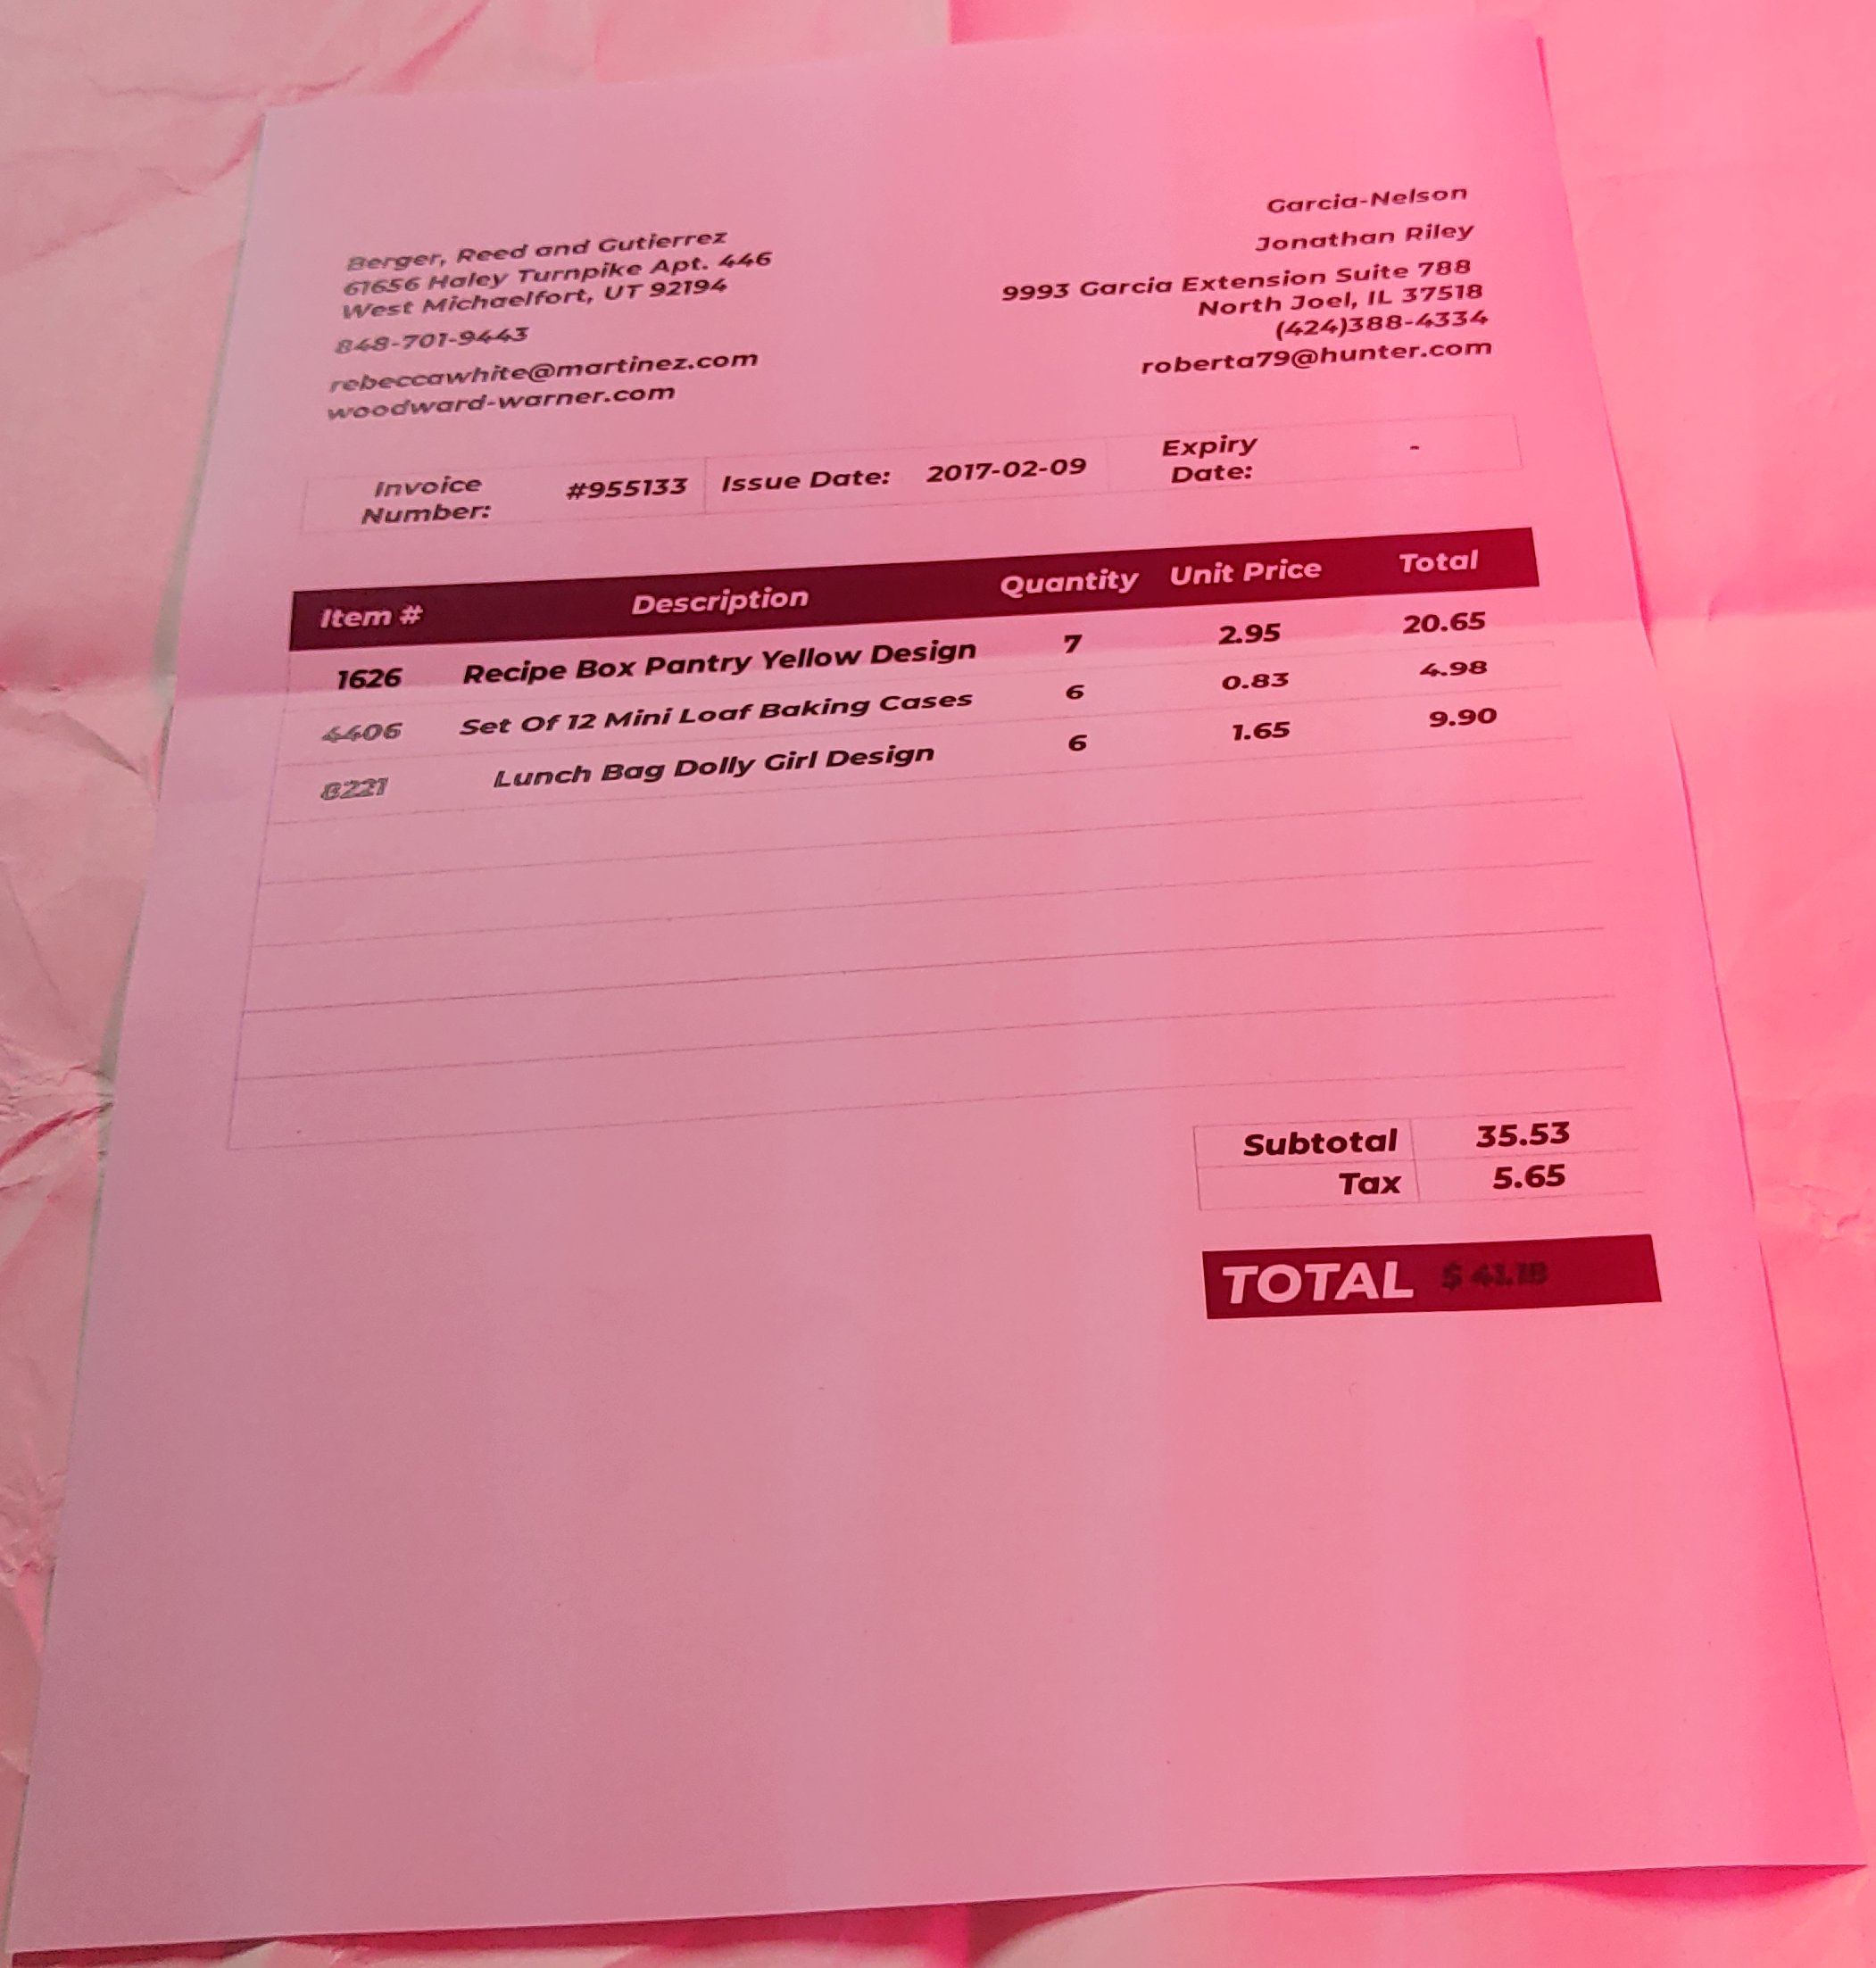 Berger, Reed and Gutierrez
61656 Haley Turnpike Apt. 446
West Michaelfort, UT 92194
848-701-9443
rebeccawhite@martinez.com
woodward-warner.com
Garcia-Nelson
Jonathan Riley
9993 Garcia Extension Suite 788
North Joel, IL 37518
(424)388-4334
roberta79@hunter.com
Invoice Number: #955133 Issue Date: 2017-02-09 Expiry Date: -
Item # Description Quantity Unit Price Total
1626 Recipe Box Pantry Yellow Design 7 2.95 20.65
4406 Set Of 12 Mini Loaf Baking Cases 6 0.83 4.98
8221 Lunch Bag Dolly Girl Design 6 1.65 9.90
Subtotal 35.53
Tax 5.65
TOTAL $ 41.18